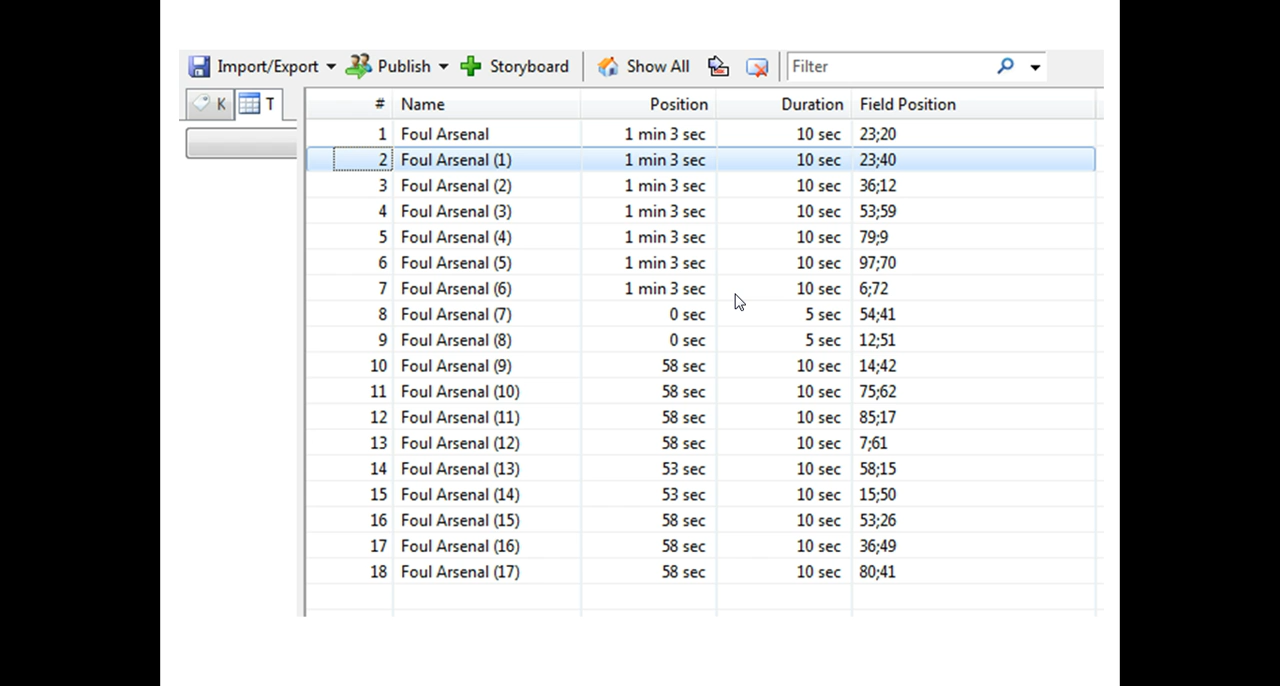 Import/Export Publish Storyboard Show All Filter
K T
# Name Position Duration Field Position
1 Foul Arsenal 1 min 3 sec 10 sec 23;20
2 Foul Arsenal (1) 1 min 3 sec 10 sec 23;40
3 Foul Arsenal (2) 1 min 3 sec 10 sec 36;12
4 Foul Arsenal (3) 1 min 3 sec 10 sec 53;59
5 Foul Arsenal (4) 1 min 3 sec 10 sec 79;9
6 Foul Arsenal (5) 1 min 3 sec 10 sec 97;70
7 Foul Arsenal (6) 1 min 3 sec 10 sec 6;72
8 Foul Arsenal (7) 0 sec 5 sec 54;41
9 Foul Arsenal (8) 0 sec 5 sec 12;51
10 Foul Arsenal (9) 58 sec 10 sec 14;42
11 Foul Arsenal (10) 58 sec 10 sec 75;62
12 Foul Arsenal (11) 58 sec 10 sec 85;17
13 Foul Arsenal (12) 58 sec 10 sec 7;61
14 Foul Arsenal (13) 53 sec 10 sec 58;15
15 Foul Arsenal (14) 53 sec 10 sec 15;50
16 Foul Arsenal (15) 58 sec 10 sec 53;26
17 Foul Arsenal (16) 58 sec 10 sec 36;49
18 Foul Arsenal (17) 58 sec 10 sec 80;41